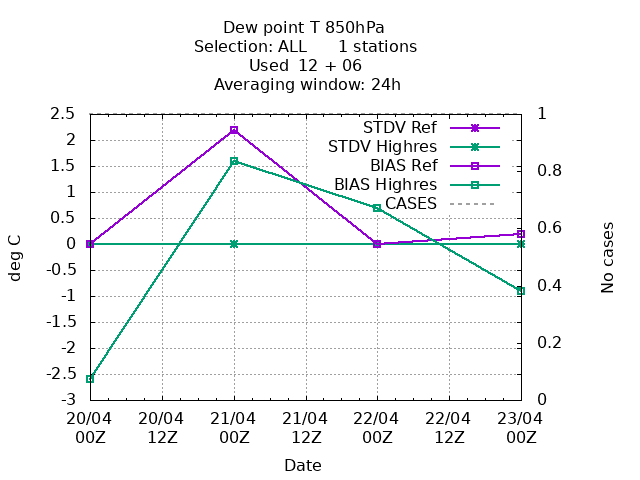 Dew point T 850hPa
Selection: ALL 1 stations
Used 12 + 06
Averaging window: 24h
STDV Ref
STDV Highres
BIAS Ref
BIAS Highres
CASES
2.5
2
1.5
1
0.5
0
-0.5
-1
-1.5
-2
-2.5
-3
deg C
1
0.8
0.6
0.4
0.2
0
No cases
20/04 20/04 21/04 21/04 22/04 22/04 23/04
00Z 12Z 00Z 12Z 00Z 12Z 00Z
Date